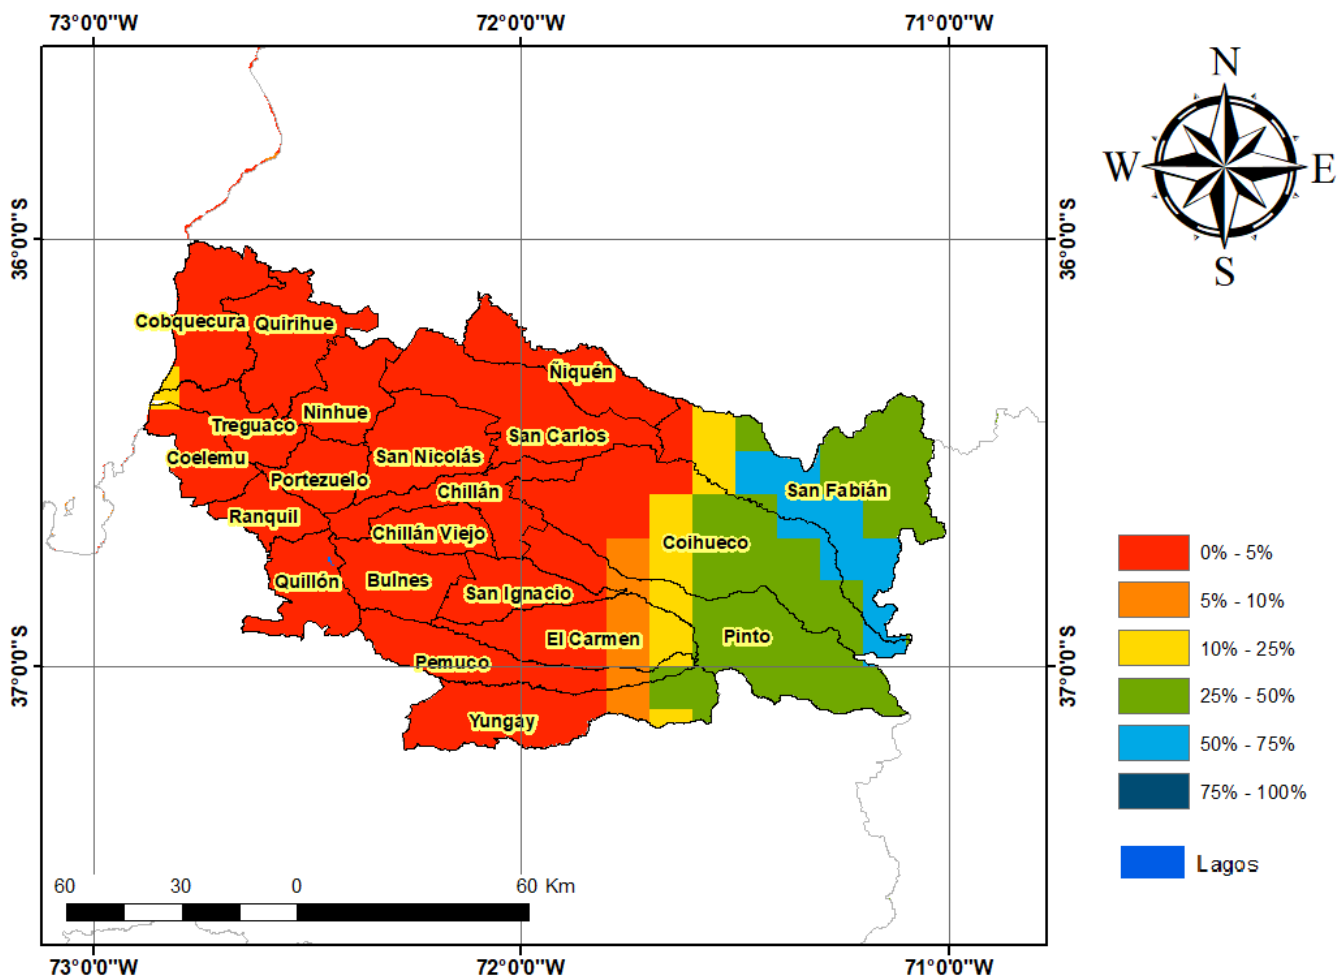 73°0'0"W 72°0'0"W 71°0'0"W
N
W E
S
36°0'0"S 36°0'0"S
Cobquecura Quirihue
Ñiquén
Ninhue
Treguaco
San Carlos
Coelemu San Nicolás
Portezuelo
Chillán San Fabián
Ranquil
Chillán Viejo
Coihueco
0% - 5%
Quillón Bulnes
San Ignacio
5% - 10%
El Carmen Pinto
10% - 25%
Pemuco
37°0'0"S 37°0'0"S
25% - 50%
Yungay
50% - 75%
75% - 100%
Lagos
60 30 0 60 Km
73°0'0"W 72°0'0"W 71°0'0"W